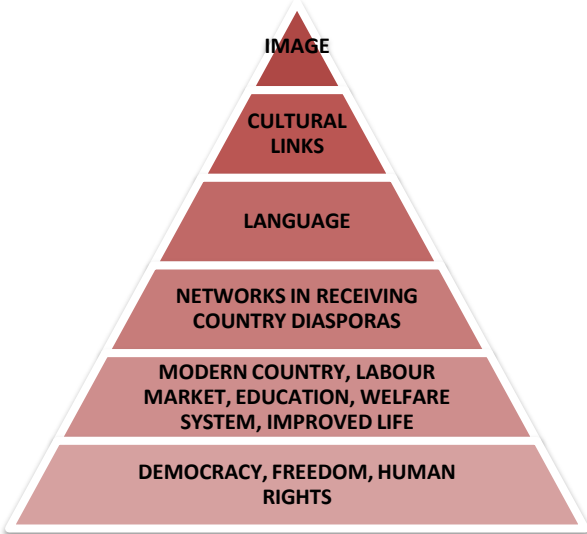 IMAGE
CULTURAL
LINKS
LANGUAGE
NETWORKS IN RECEIVING
COUNTRY DIASPORAS
MODERN COUNTRY, LABOUR
MARKET, EDUCATION, WELFARE
SYSTEM, IMPROVED LIFE
DEMOCRACY, FREEDOM, HUMAN
RIGHTS